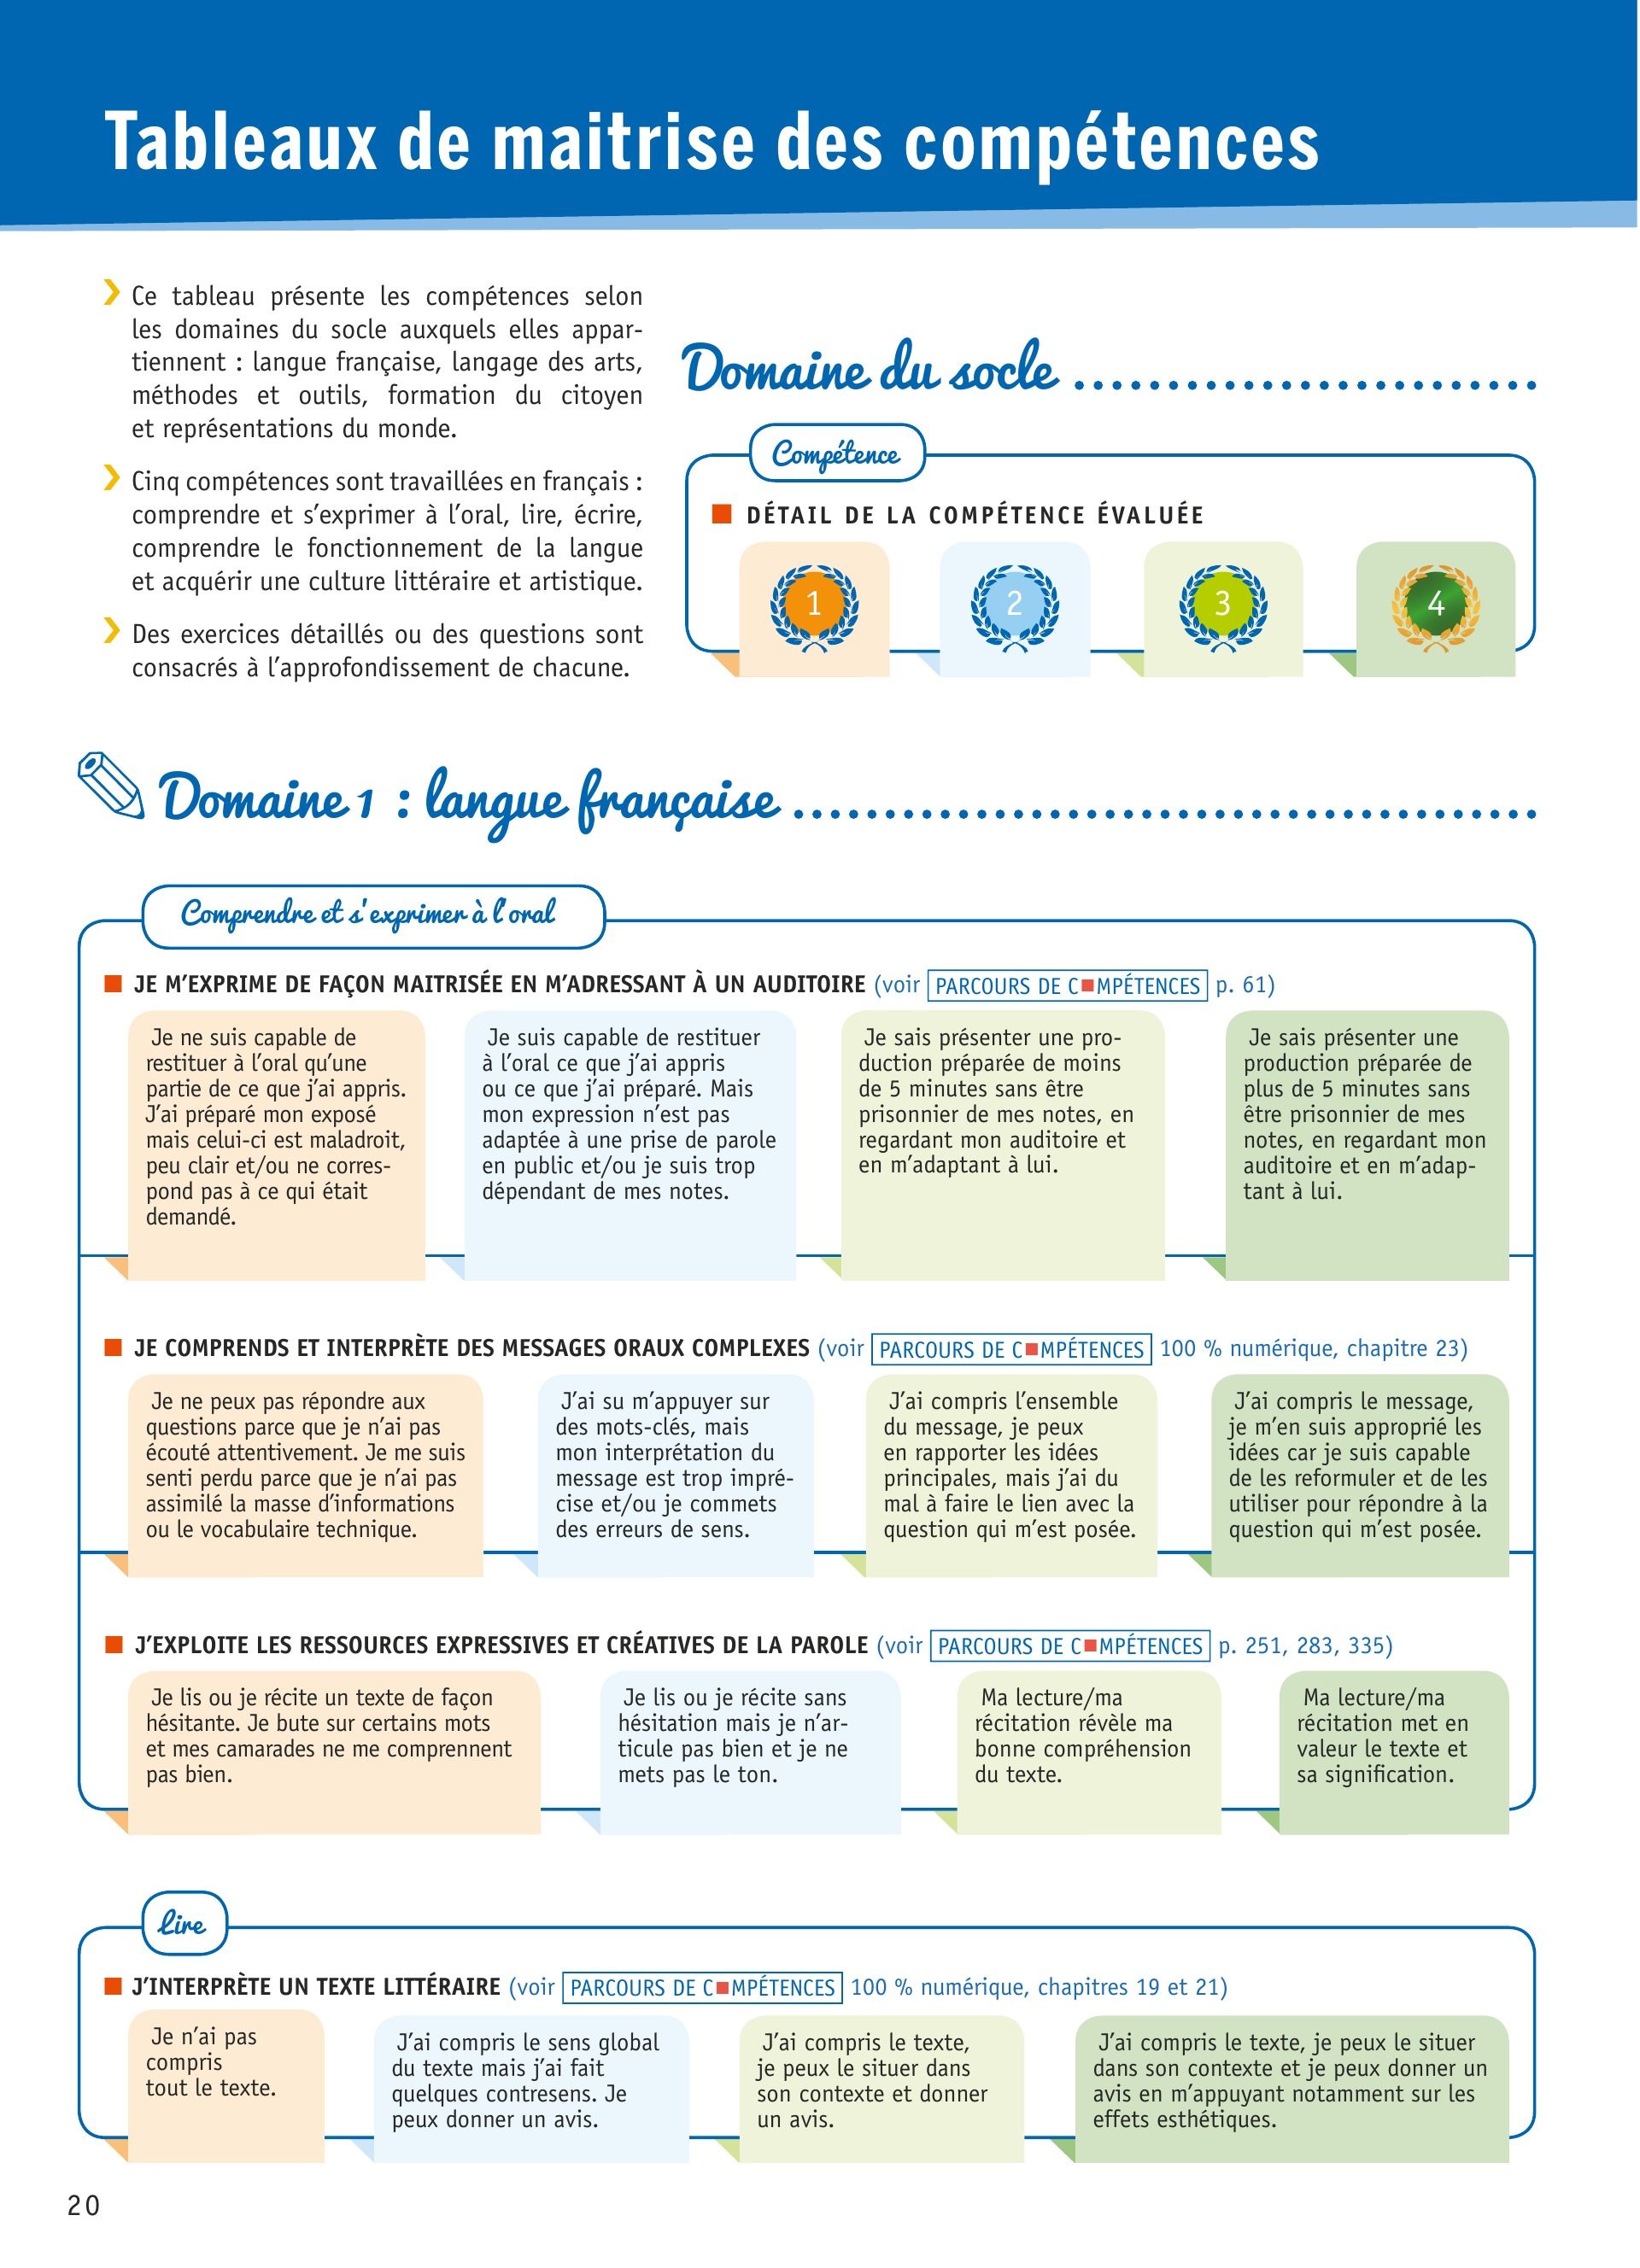 Tableaux de maitrise des compétences
Ce tableau présente les compétences selon
les domaines du socle auxquels elles appar-
tiennent : langue française, langage des arts,
méthodes et outils, formation du citoyen
et représentations du monde.
Cinq compétences sont travaillées en français :
comprendre et s’exprimer à l’oral, lire, écrire,
comprendre le fonctionnement de la langue
et acquérir une culture littéraire et artistique.
Des exercices détaillés ou des questions sont
consacrés à l’approfondissement de chacune.
Domaine du socle
Compétence
DÉTAIL DE LA COMPÉTENCE ÉVALUÉE
1 2 3 4
Domaine 1 : langue française
Comprendre et s'exprimer à l'oral
JE M’EXPRIME DE FAÇON MAITRISÉE EN M’ADRESSANT À UN AUDITOIRE (voir PARCOURS DE C■MPÉTENCES p. 61)
Je ne suis capable de
restituer à l’oral qu’une
partie de ce que j’ai appris.
J’ai préparé mon exposé
mais celui-ci est maladroit,
peu clair et/ou ne corres-
pond pas à ce qui était
demandé.
Je suis capable de restituer
à l’oral ce que j’ai appris
ou ce que j’ai préparé. Mais
mon expression n’est pas
adaptée à une prise de parole
en public et/ou je suis trop
dépendant de mes notes.
Je sais présenter une pro-
duction préparée de moins
de 5 minutes sans être
prisonnier de mes notes, en
regardant mon auditoire et
en m’adaptant à lui.
Je sais présenter une
production préparée de
plus de 5 minutes sans
être prisonnier de mes
notes, en regardant mon
auditoire et en m’adap-
tant à lui.
JE COMPRENDS ET INTERPRÈTE DES MESSAGES ORAUX COMPLEXES (voir PARCOURS DE C■MPÉTENCES 100 % numérique, chapitre 23)
Je ne peux pas répondre aux
questions parce que je n’ai pas
écouté attentivement. Je me suis
senti perdu parce que je n’ai pas
assimilé la masse d’informations
ou le vocabulaire technique.
J’ai su m’appuyer sur
des mots-clés, mais
mon interprétation du
message est trop impré-
cise et/ou je commets
des erreurs de sens.
J’ai compris l’ensemble
du message, je peux
en rapporter les idées
principales, mais j’ai du
mal à faire le lien avec la
question qui m’est posée.
J’ai compris le message,
je m’en suis approprié les
idées car je suis capable
de les reformuler et de les
utiliser pour répondre à la
question qui m’est posée.
J’EXPLOITE LES RESSOURCES EXPRESSIVES ET CRÉATIVES DE LA PAROLE (voir PARCOURS DE C■MPÉTENCES p. 251, 283, 335)
Je lis ou je récite un texte de façon
hésitante. Je bute sur certains mots
et mes camarades ne me comprennent
pas bien.
Je lis ou je récite sans
hésitation mais je n’ar-
ticule pas bien et je ne
mets pas le ton.
Ma lecture/ma
récitation révèle ma
bonne compréhension
du texte.
Ma lecture/ma
récitation met en
valeur le texte et
sa signification.
Lire
J’INTERPRÈTE UN TEXTE LITTÉRAIRE (voir PARCOURS DE C■MPÉTENCES 100 % numérique, chapitres 19 et 21)
Je n’ai pas
compris
tout le texte.
J’ai compris le sens global
du texte mais j’ai fait
quelques contresens. Je
peux donner un avis.
J’ai compris le texte,
je peux le situer dans
son contexte et donner
un avis.
J’ai compris le texte, je peux le situer
dans son contexte et je peux donner un
avis en m’appuyant notamment sur les
effets esthétiques.
20